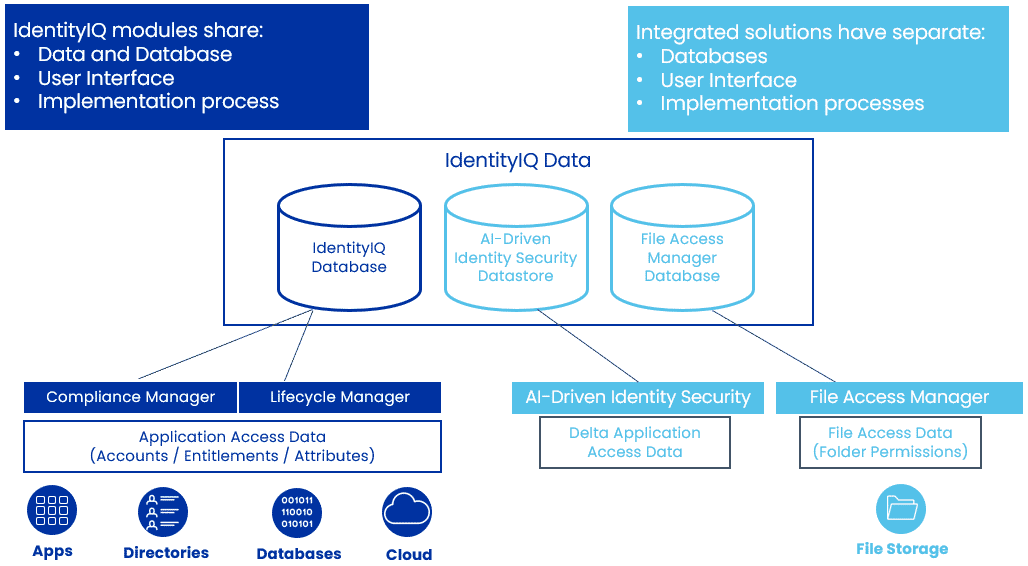 IdentityIQ modules share:
• Data and Database
• User Interface
• Implementation process
Integrated solutions have separate:
• Databases
• User Interface
• Implementation processes
IdentityIQ Data
IdentityIQ
Database
AI-Driven
Identity Security
Datastore
File Access
Manager
Database
Compliance Manager
Lifecycle Manager
AI-Driven Identity Security
File Access Manager
Application Access Data
(Accounts / Entitlements / Attributes)
Delta Application
Access Data
File Access Data
(Folder Permissions)
001011
110010
010101
Apps
Directories
Databases
Cloud
File Storage